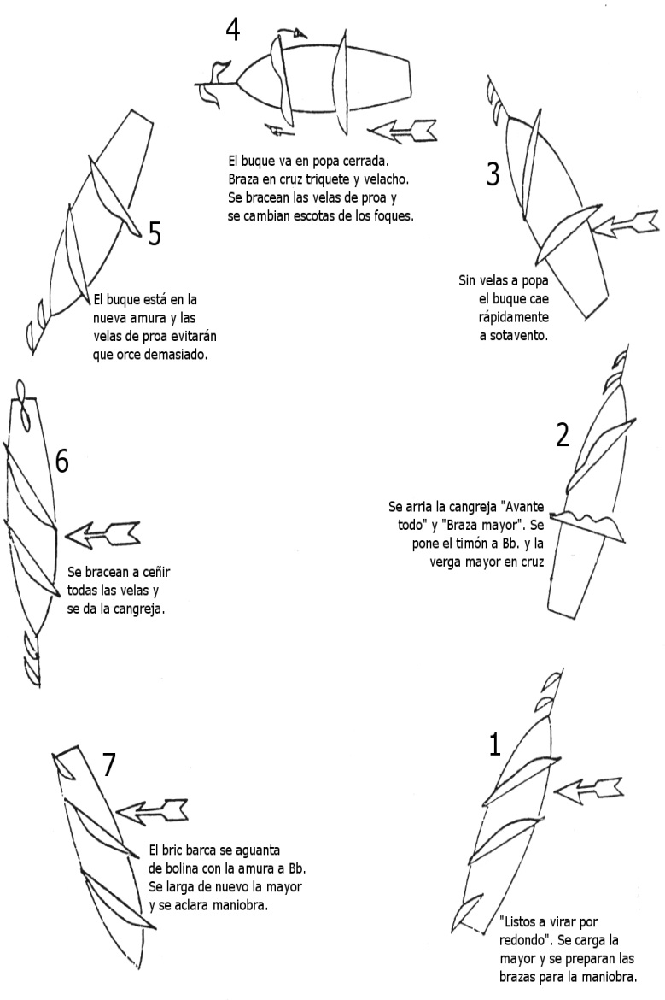 4
El buque va en popa cerrada.
Braza en cruz triquete y velacho.
Se bracean las velas de proa y
se cambian escotas de los foques.
3
Sin velas a popa
el buque cae
rápidamente
a sotavento.
5
El buque está en la
nueva amura y las
velas de proa evitarán
que orce demasiado.
2
Se arria la cangreja "Avante
todo" y "Braza mayor". Se
pone el timón a Bb. y la
verga mayor en cruz
6
Se bracean a ceñir
todas las velas y
se da la cangreja.
1
"Listos a virar por
redondo". Se carga la
mayor y se preparan las
brazas para la maniobra.
7
El bric barca se aguanta
de bolina con la amura a Bb.
Se larga de nuevo la mayor
y se aclara maniobra.